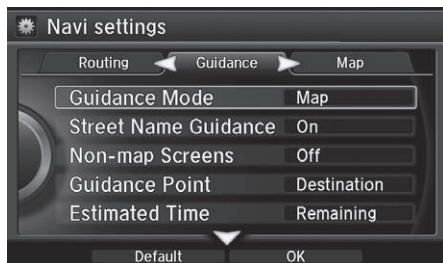 Navi settings
Routing Guidance Map
Guidance Mode Map
Street Name Guidance On
Non-map Screens Off
Guidance Point Destination
Estimated Time Remaining
Default OK